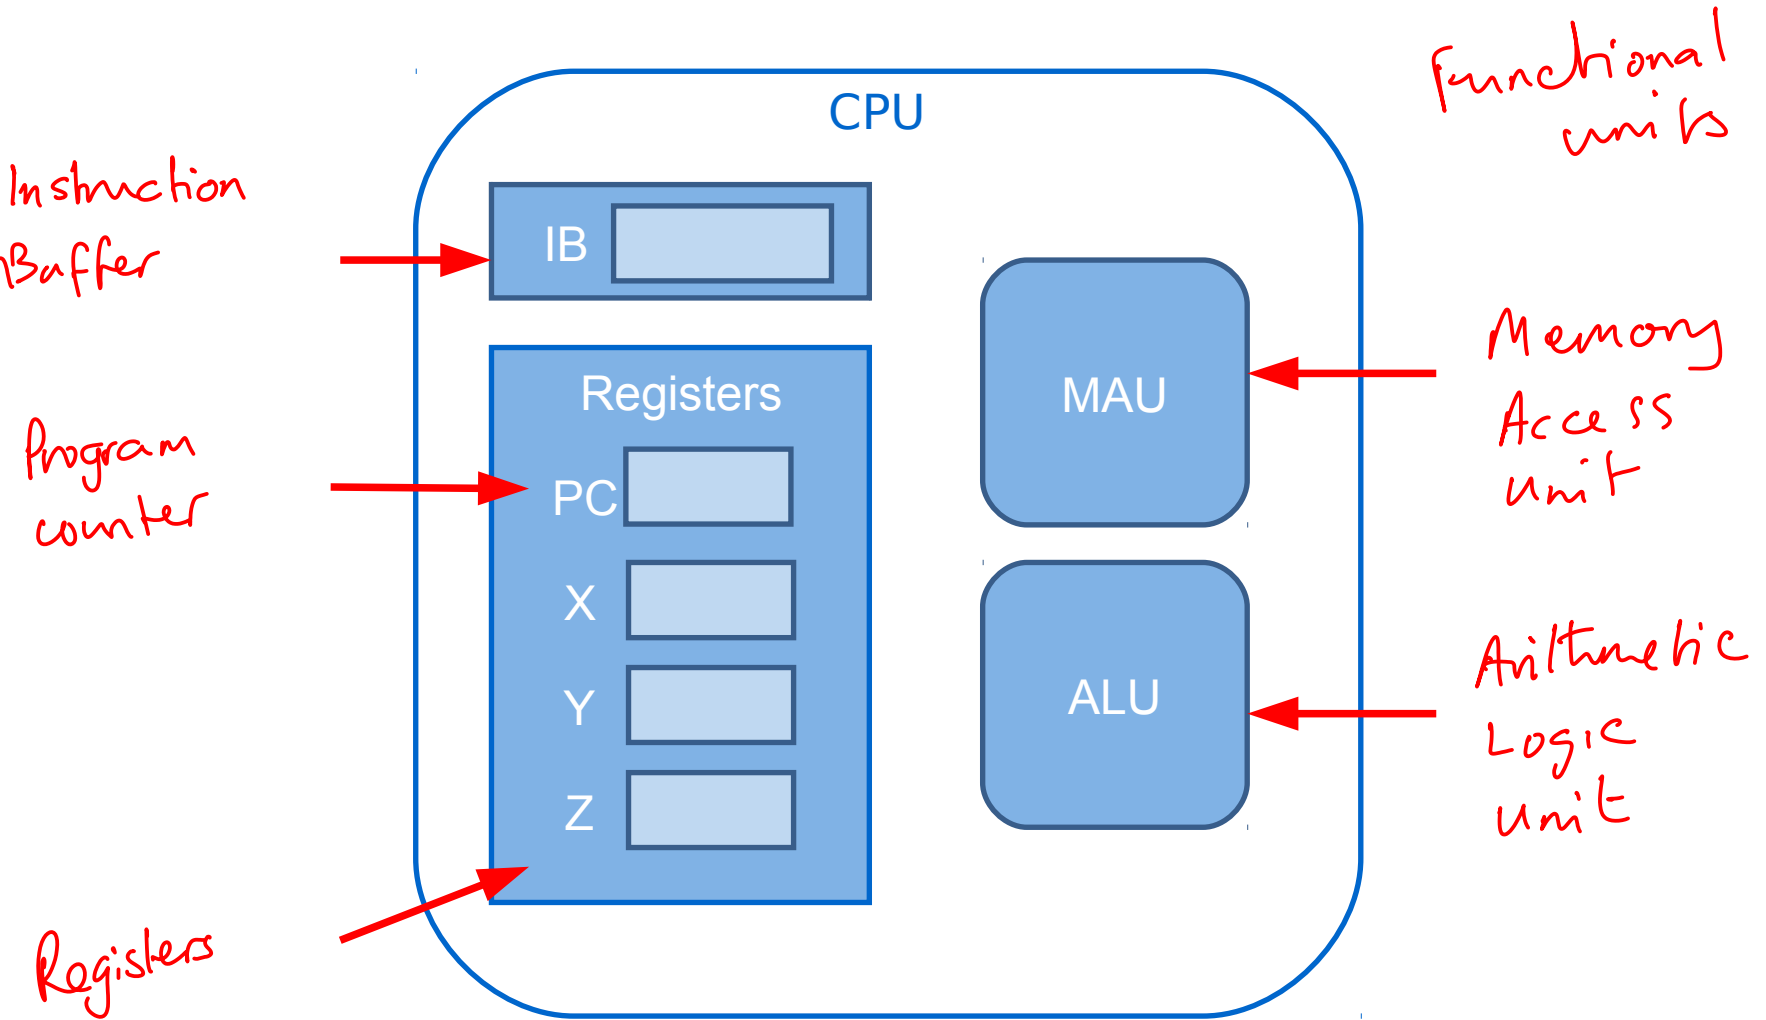 Functional
units
CPU
Instruction
Buffer
IB
Memory
Access
unit
MAU
Registers
Program
counter
PC
X
Y
Z
Arithmetic
Logic
unit
ALU
Registers